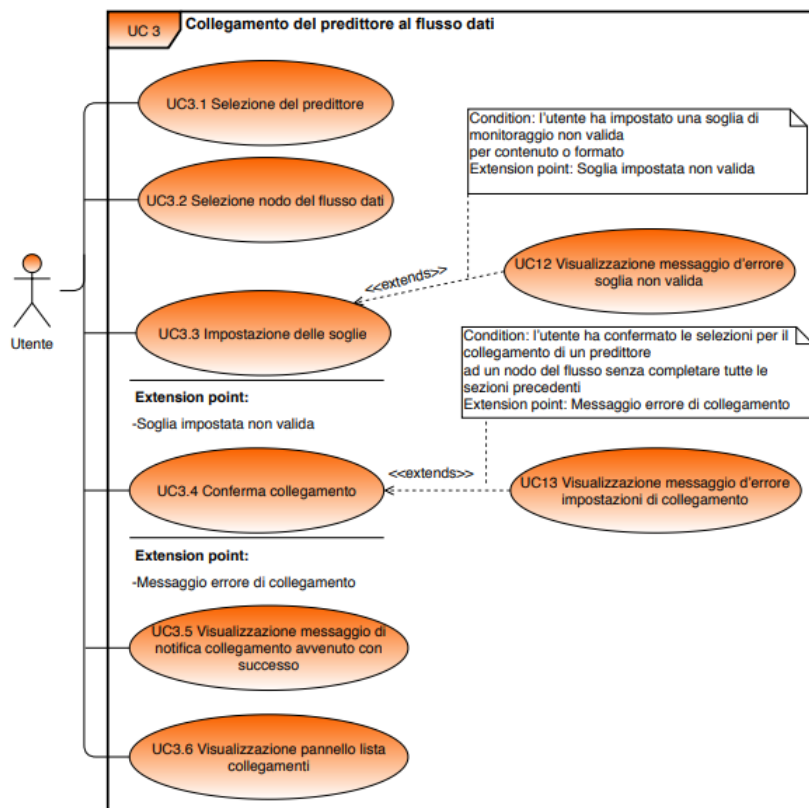 UC 3
Collegamento del predittore al flusso dati
UC3.1 Selezione del predittore
Condition: l'utente ha impostato una soglia di
monitoraggio non valida
per contenuto o formato
Extension point: Soglia impostata non valida
UC3.2 Selezione nodo del flusso dati
UC12 Visualizzazione messaggio d'errore
soglia non valida
<<extends>>
Utente
UC3.3 Impostazione delle soglie
Condition: l'utente ha confermato le selezioni per il
collegamento di un predittore
ad un nodo del flusso senza completare tutte le
sezioni precedenti
Extension point: Messaggio errore di collegamento
Extension point:
-Soglia impostata non valida
<<extends>>
UC3.4 Conferma collegamento
UC13 Visualizzazione messaggio d'errore
impostazioni di collegamento
Extension point:
-Messaggio errore di collegamento
UC3.5 Visualizzazione messaggio di
notifica collegamento avvenuto con
successo
UC3.6 Visualizzazione pannello lista
collegamenti